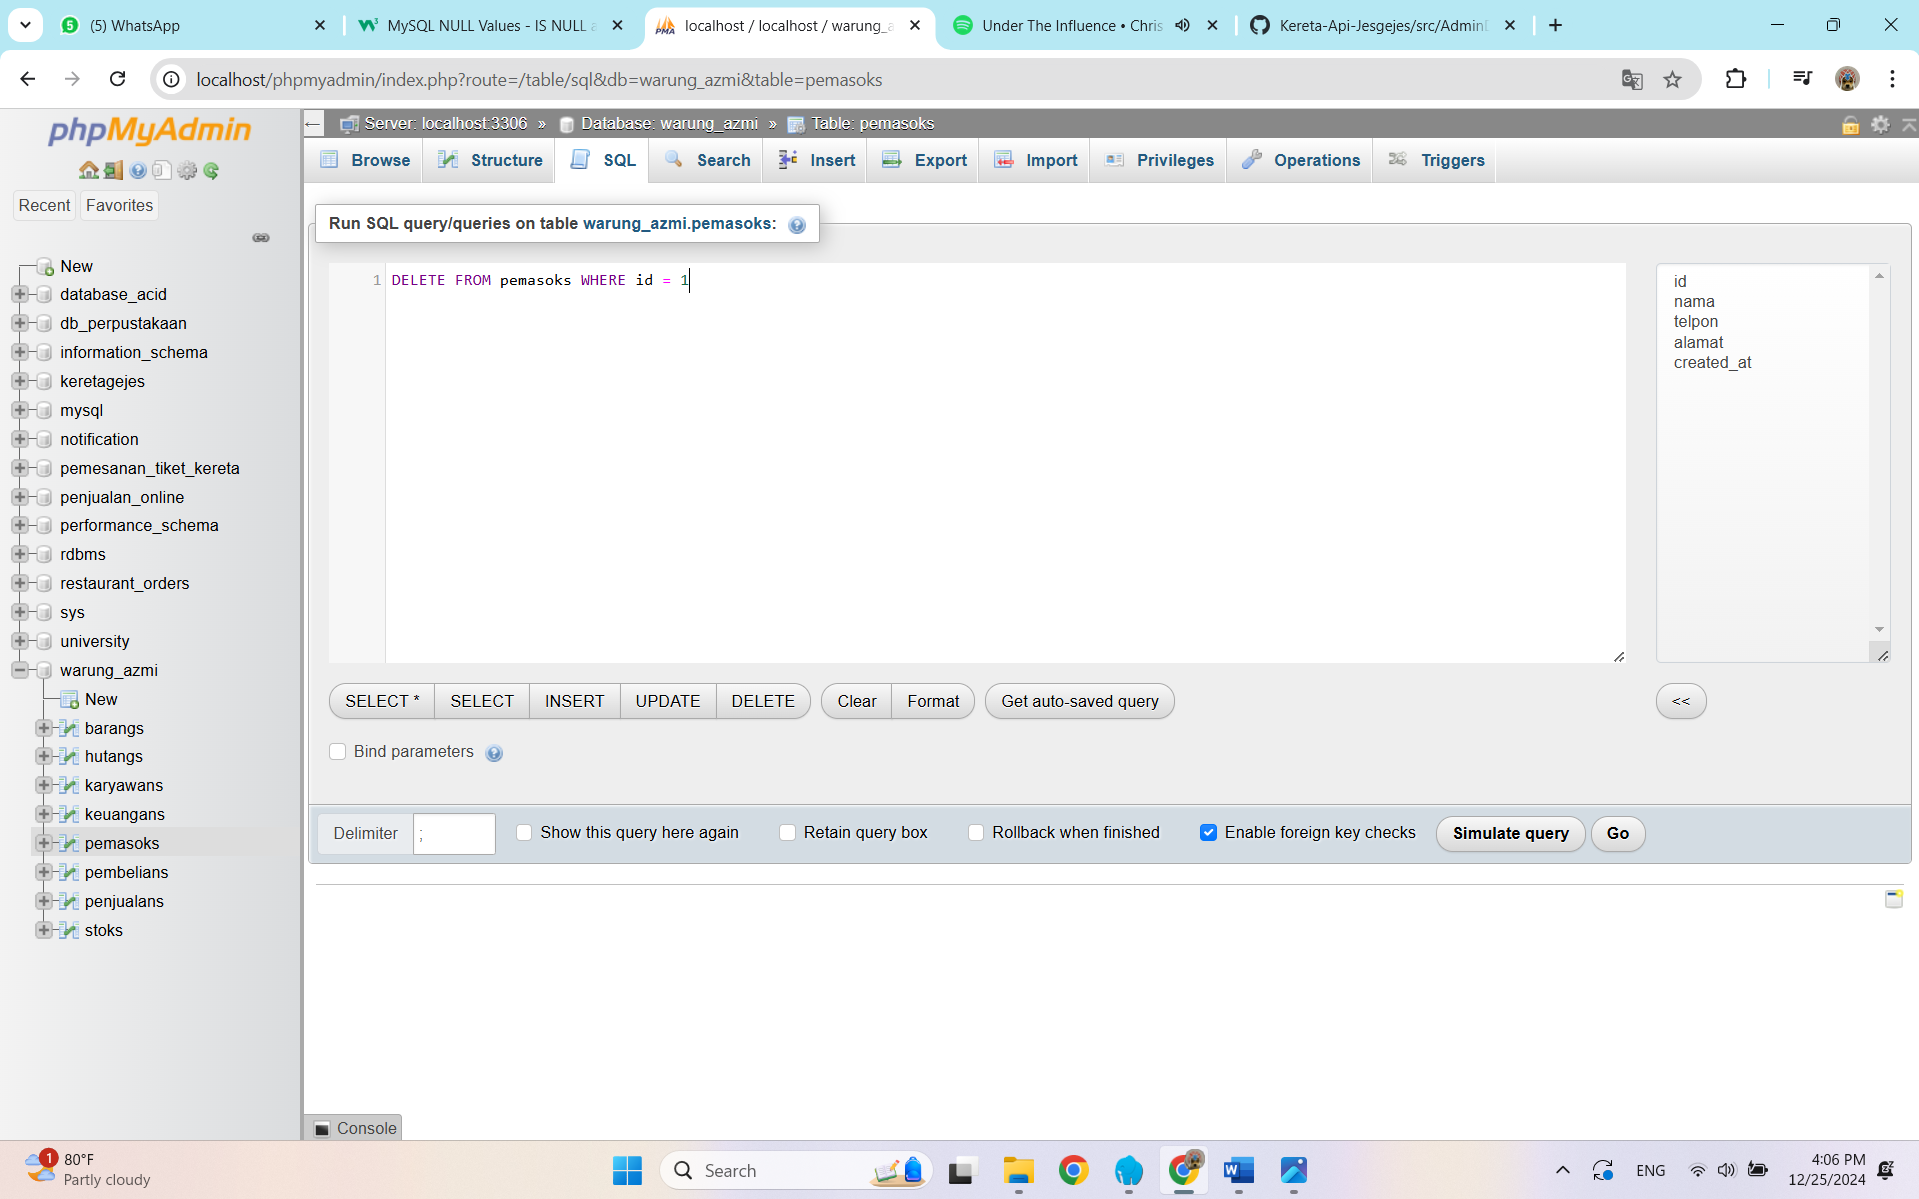 (5) WhatsApp
MySQL NULL Values - IS NULL a
localhost / localhost / warung_a
Under The Influence • Chris
Kereta-Api-Jesgejes/src/Admin
localhost/phpmyadmin/index.php?route=/table/sql&db=warung_azmi&table=pemasoks
phpMyAdmin
Server: localhost:3306 » Database: warung_azmi » Table: pemasoks
Browse
Structure
SQL
Search
Insert
Export
Import
Privileges
Operations
Triggers
Recent
Favorites
New
database_acid
db_perpustakaan
information_schema
keretagejes
mysql
notification
pemesanan_tiket_kereta
penjualan_online
performance_schema
rdbms
restaurant_orders
sys
university
warung_azmi
New
barangs
hutangs
karyawans
keuangans
pemasoks
pembelians
penjualans
stoks
Run SQL query/queries on table warung_azmi.pemasoks:
1 DELETE FROM pemasoks WHERE id = 1
id
nama
telpon
alamat
created_at
SELECT *
SELECT
INSERT
UPDATE
DELETE
Clear
Format
Get auto-saved query
<<
Bind parameters
Delimiter
;
Show this query here again
Retain query box
Rollback when finished
Enable foreign key checks
Simulate query
Go
Console
1
80°F
Partly cloudy
Search
ENG
4:06 PM
12/25/2024